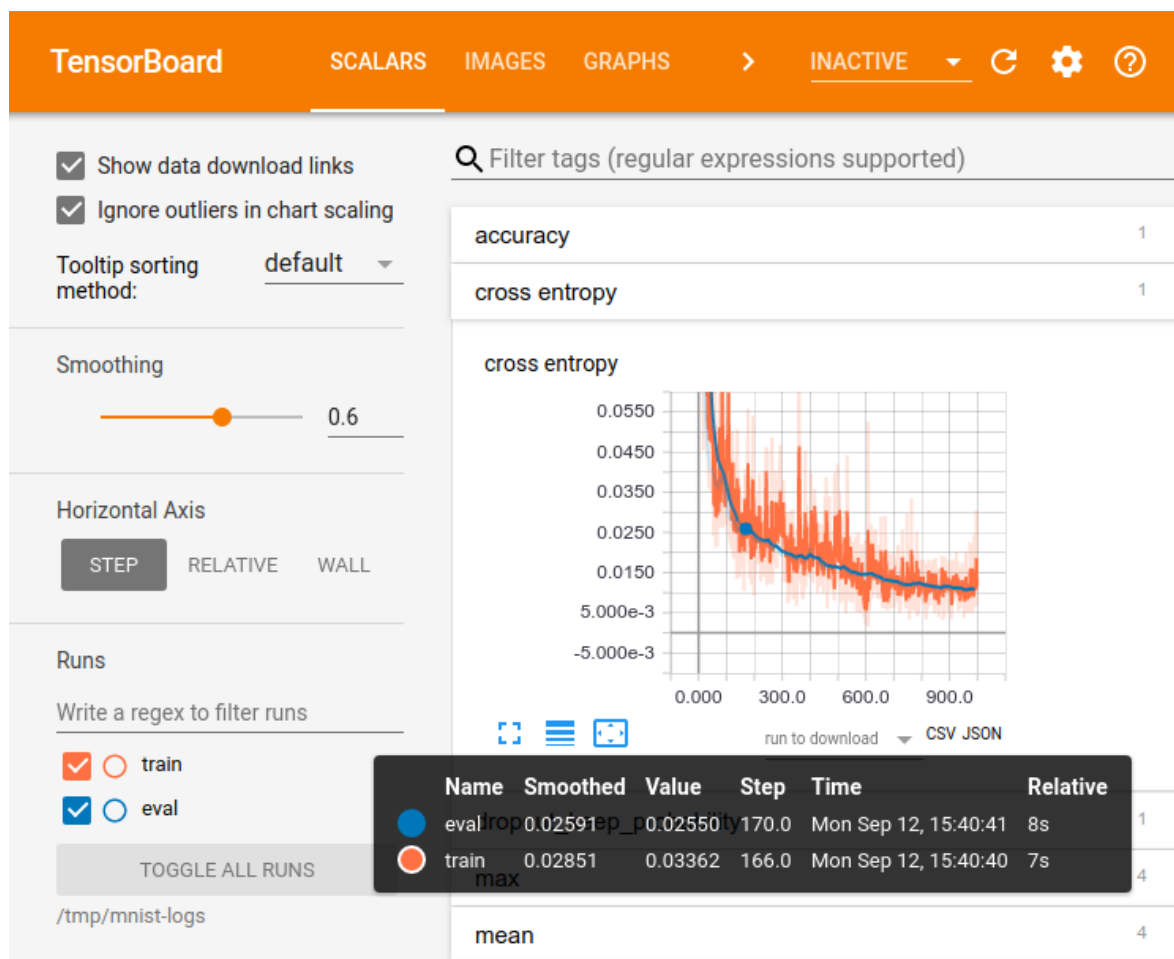 TensorBoard SCALARS IMAGES GRAPHS INACTIVE
Show data download links
Ignore outliers in chart scaling
Tooltip sorting method: default
Smoothing
0.6
Horizontal Axis
STEP RELATIVE WALL
Runs
Write a regex to filter runs
train
eval
TOGGLE ALL RUNS
/tmp/mnist-logs
Filter tags (regular expressions supported)
accuracy 1
cross entropy 1
cross entropy
0.0550
0.0450
0.0350
0.0250
0.0150
5.000e-3
-5.000e-3
0.000 300.0 600.0 900.0
run to download CSV JSON
Name Smoothed Value Step Time Relative
eval 0.02591 0.02550 170.0 Mon Sep 12, 15:40:41 8s
train 0.02851 0.03362 166.0 Mon Sep 12, 15:40:40 7s
1
max 4
mean 4